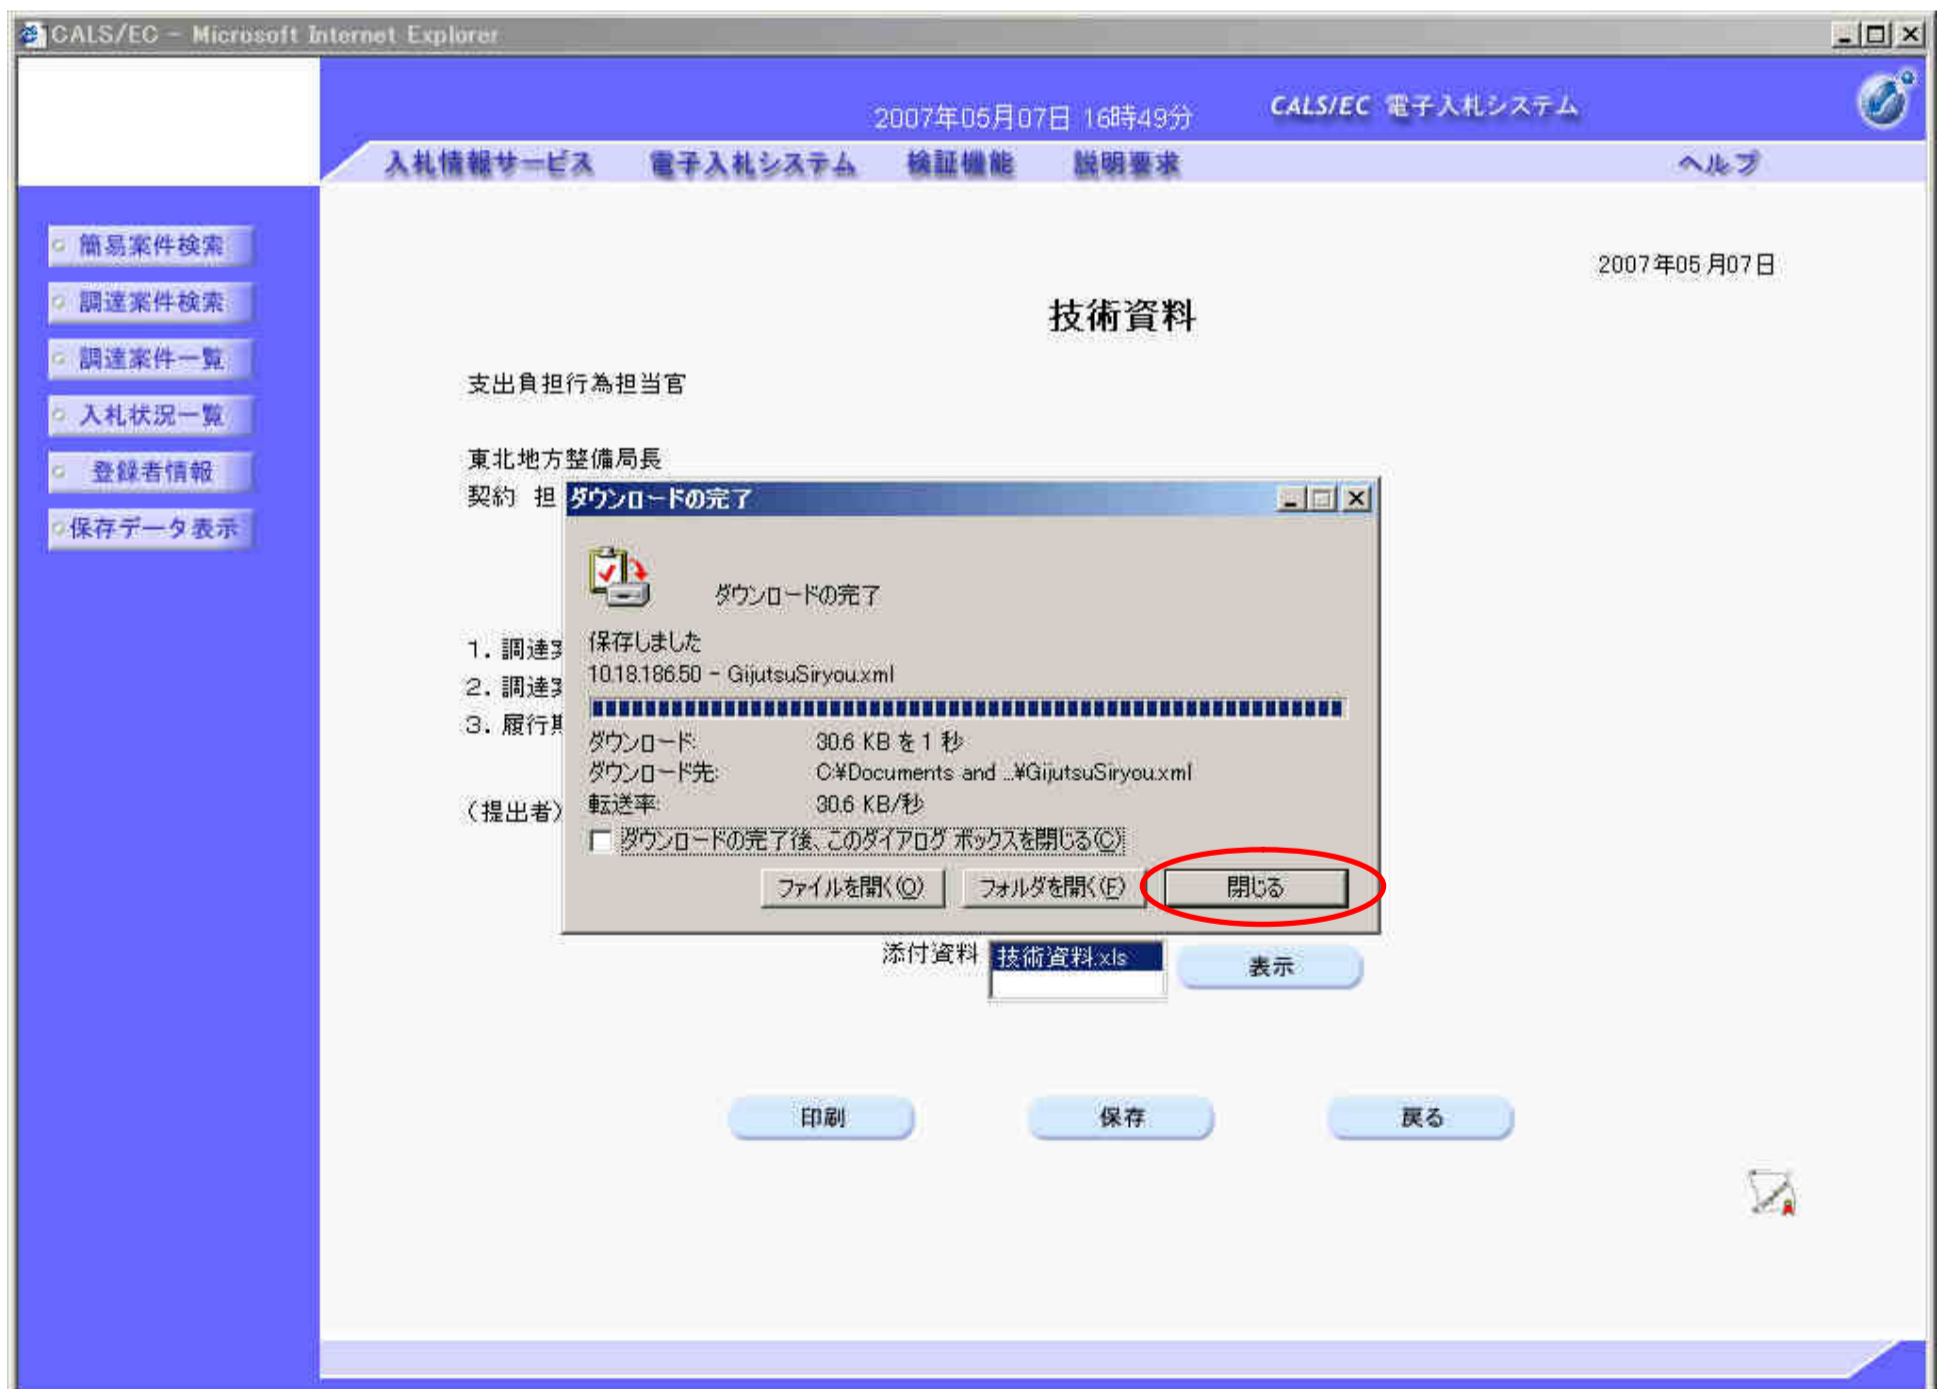 CALS/EC - Microsoft Internet Explorer
2007年05月07日 16時49分
CALS/EC 電子入札システム
入札情報サービス 電子入札システム 検証機能 説明要求 ヘルプ
簡易案件検索
調達案件検索
調達案件一覧
入札状況一覧
登録者情報
保存データ表示
2007年05月07日
技術資料
支出負担行為担当官
東北地方整備局長
契約 担
1. 調達
2. 調達
3. 履行
(提出者)
ダウンロードの完了
ダウンロードの完了
保存しました
10.18.186.50 - GijutsuSiryou.xml
ダウンロード: 30.6 KB を 1 秒
ダウンロード先: C:¥Documents and ...¥GijutsuSiryou.xml
転送率: 30.6 KB/秒
ダウンロードの完了後、このダイアログ ボックスを閉じる(C)
ファイルを開く(O) フォルダを開く(F) 閉じる
添付資料 技術資料.xls 表示
印刷 保存 戻る